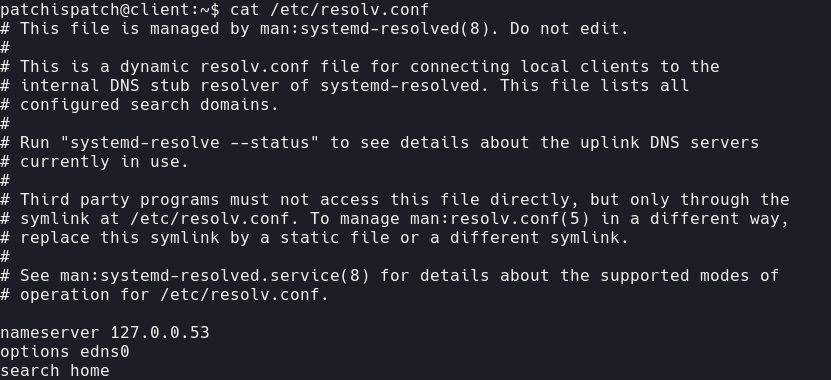 patchispatch@client:~$ cat /etc/resolv.conf
# This file is managed by man:systemd-resolved(8). Do not edit.
#
# This is a dynamic resolv.conf file for connecting local clients to the
# internal DNS stub resolver of systemd-resolved. This file lists all
# configured search domains.
#
# Run "systemd-resolve --status" to see details about the uplink DNS servers
# currently in use.
#
# Third party programs must not access this file directly, but only through the
# symlink at /etc/resolv.conf. To manage man:resolv.conf(5) in a different way,
# replace this symlink by a static file or a different symlink.
#
# See man:systemd-resolved.service(8) for details about the supported modes of
# operation for /etc/resolv.conf.

nameserver 127.0.0.53
options edns0
search home